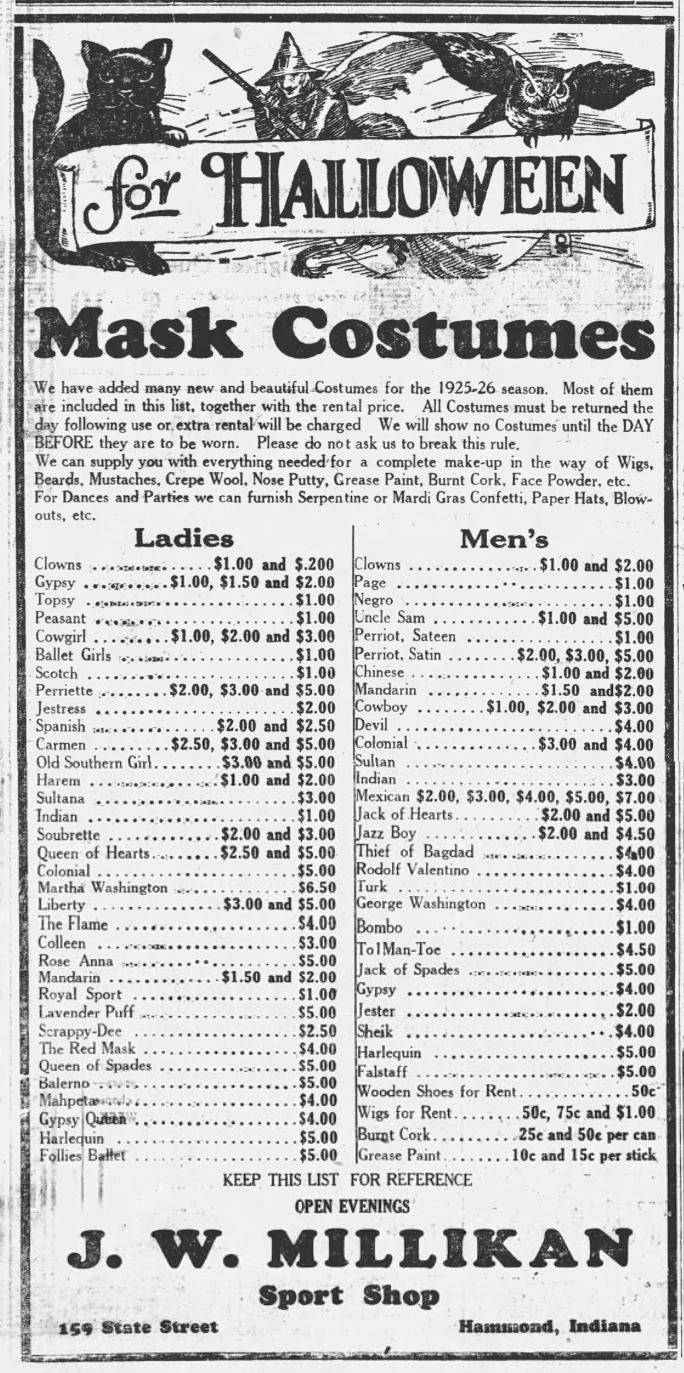 for HALLOWEEN
Mask Costumes
We have added many new and beautiful Costumes for the 1925-26 season. Most of them
are included in this list, together with the rental price. All Costumes must be returned the
day following use or extra rental will be charged We will show no Costumes until the DAY
BEFORE they are to be worn. Please do not ask us to break this rule.
We can supply you with everything needed for a complete make-up in the way of Wigs,
Beards, Mustaches, Crepe Wool, Nose Putty, Grease Paint, Burnt Cork, Face Powder, etc.
For Dances and Parties we can furnish Serpentine or Mardi Gras Confetti, Paper Hats, Blow-
outs, etc.
Ladies
Clowns $1.00 and $.200
Gypsy $1.00, $1.50 and $2.00
Topsy $1.00
Peasant $1.00
Cowgirl $1.00, $2.00 and $3.00
Ballet Girls $1.00
Scotch $1.00
Perriette $2.00, $3.00 and $5.00
Jestress $2.00
Spanish $2.00 and $2.50
Carmen $2.50, $3.00 and $5.00
Old Southern Girl $3.00 and $5.00
Harem $1.00 and $2.00
Sultana $3.00
Indian $1.00
Soubrette $2.00 and $3.00
Queen of Hearts $2.50 and $5.00
Colonial $5.00
Martha Washington $6.50
Liberty $3.00 and $5.00
The Flame $4.00
Colleen $3.00
Rose Anna $5.00
Mandarin $1.50 and $2.00
Royal Sport $1.00
Lavender Puff $5.00
Scrappy-Dee $2.50
The Red Mask $4.00
Queen of Spades $5.00
Balerno $5.00
Mahpeta $4.00
Gypsy Queen $4.00
Harlequin $5.00
Follies Ballet $5.00
Men's
Clowns $1.00 and $2.00
Page $1.00
Negro $1.00
Uncle Sam $1.00 and $5.00
Perriot, Sateen $1.00
Perriot, Satin $2.00, $3.00, $5.00
Chinese $1.00 and $2.00
Mandarin $1.50 and$2.00
Cowboy $1.00, $2.00 and $3.00
Devil $4.00
Colonial $3.00 and $4.00
Sultan $4.00
Indian $3.00
Mexican $2.00, $3.00, $4.00, $5.00, $7.00
Jack of Hearts $2.00 and $5.00
Jazz Boy $2.00 and $4.50
Thief of Bagdad $4.00
Rodolf Valentino $4.00
Turk $1.00
George Washington $4.00
Bombo $1.00
To1Man-Toe $4.50
Jack of Spades $5.00
Gypsy $4.00
Jester $2.00
Sheik $4.00
Harlequin $5.00
Falstaff $5.00
Wooden Shoes for Rent 50c
Wigs for Rent 50c, 75c and $1.00
Burnt Cork 25c and 50c per can
Grease Paint 10c and 15c per stick
KEEP THIS LIST FOR REFERENCE
OPEN EVENINGS
J. W. MILLIKAN
Sport Shop
159 State Street Hammond, Indiana